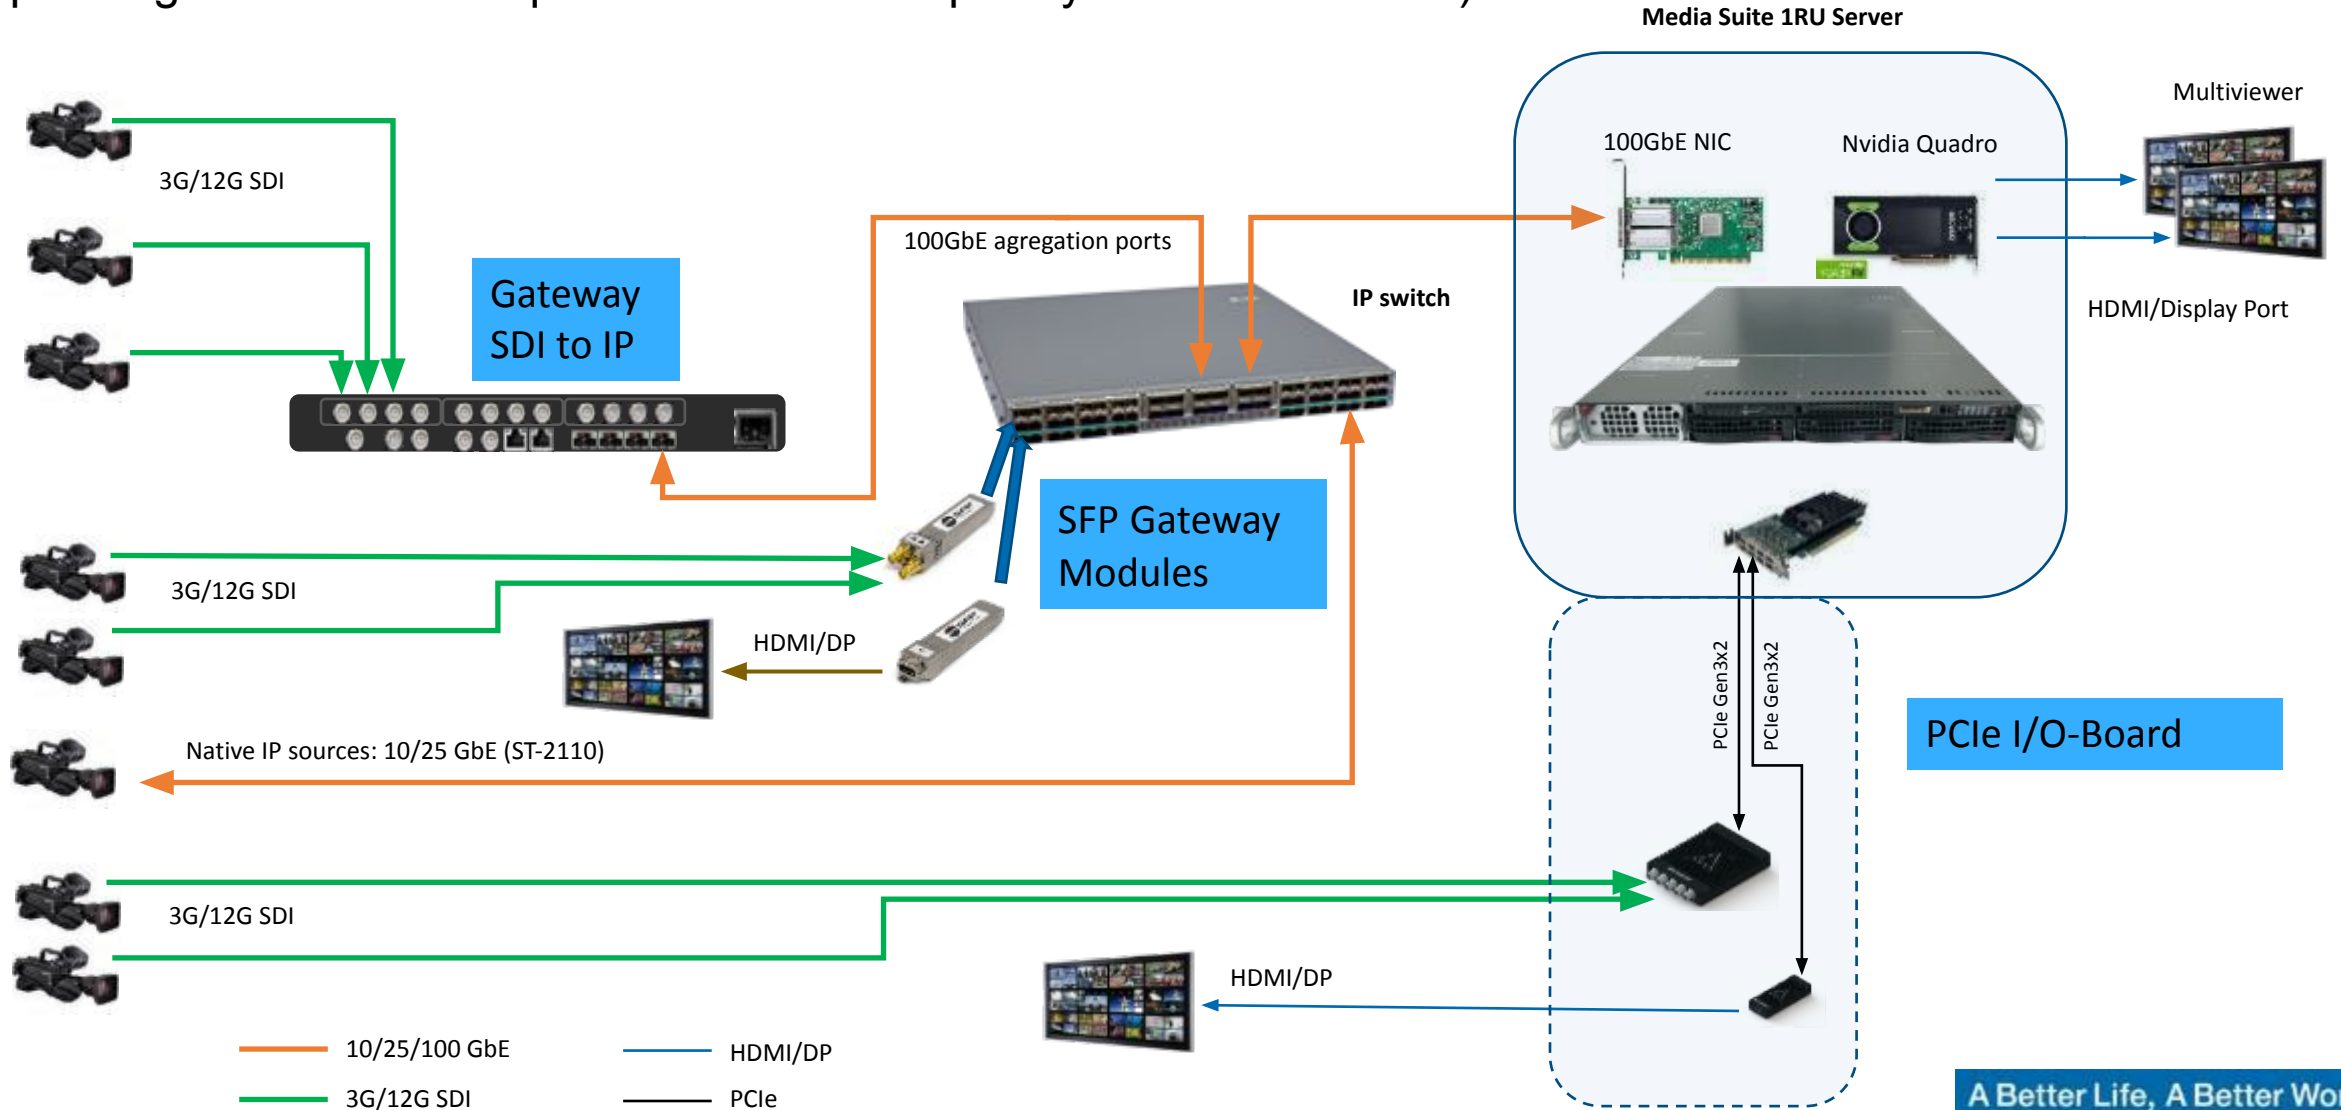 Media Suite 1RU Server
Multiviewer
100GbE NIC
Nvidia Quadro
3G/12G SDI
100GbE agregation ports
Gateway
SDI to IP
IP switch
HDMI/Display Port
SFP Gateway
Modules
3G/12G SDI
HDMI/DP
PCIe Gen3x2
PCIe Gen3x2
PCIe I/O-Board
Native IP sources: 10/25 GbE (ST-2110)
3G/12G SDI
HDMI/DP
10/25/100 GbE
HDMI/DP
3G/12G SDI
PCIe
A Better Life, A Better Wor